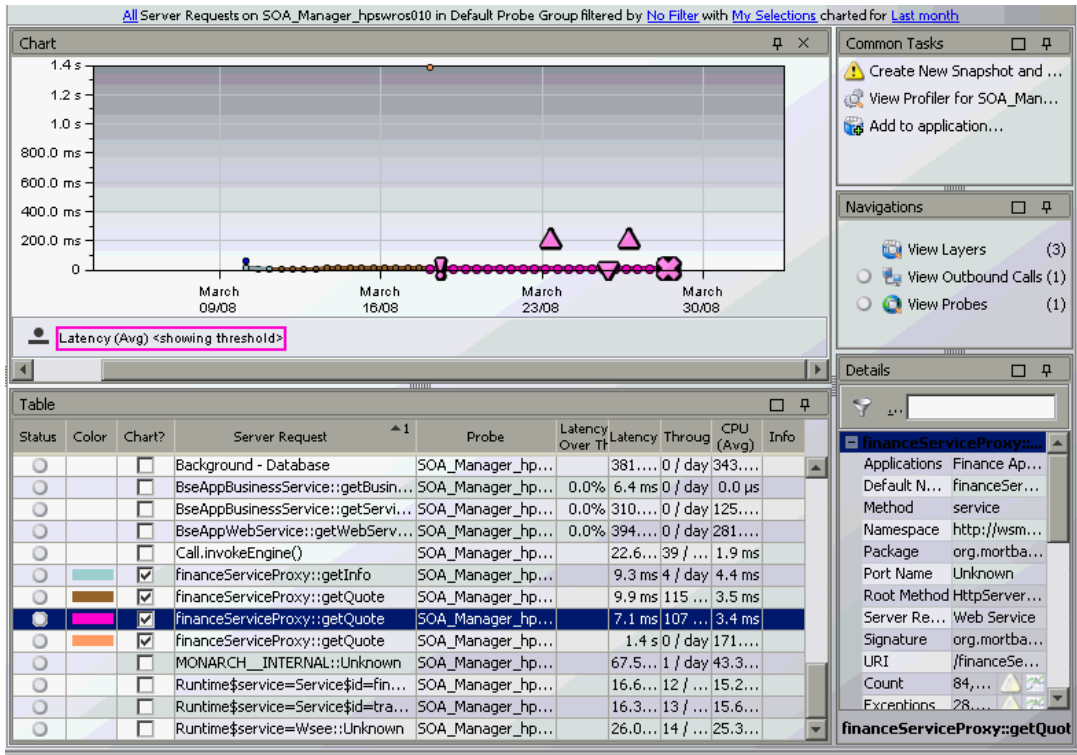 All Server Requests on SOA_Manager_hpswros010 in Default Probe Group filtered by No Filter with My Selections charted for Last month
Chart
1.4 s
1.2 s
1.0 s
800.0 ms
600.0 ms
400.0 ms
200.0 ms
0
March
09/08
March
16/08
March
23/08
March
30/08
Latency (Avg) <showing threshold>
Table
Status Color Chart? Server Request 1 Probe Latency Over Th Latency Throug CPU (Avg) Info
Background - Database SOA_Manager_hp... 381.... 0 / day 343....
BseAppBusinessService::getBusin... SOA_Manager_hp... 0.0% 6.4 ms 0 / day 0.0 µs
BseAppBusinessService::getServi... SOA_Manager_hp... 0.0% 310.... 0 / day 125....
BseAppWebService::getWebServ... SOA_Manager_hp... 0.0% 394.... 0 / day 281....
Call.invokeEngine() SOA_Manager_hp... 22.6... 39 / ... 1.9 ms
financeServiceProxy::getInfo SOA_Manager_hp... 9.3 ms 4 / day 4.4 ms
financeServiceProxy::getQuote SOA_Manager_hp... 9.9 ms 115 ... 3.5 ms
financeServiceProxy::getQuote SOA_Manager_hp... 7.1 ms 107 ... 3.4 ms
financeServiceProxy::getQuote SOA_Manager_hp... 1.4 s 0 / day 171....
MONARCH__INTERNAL::Unknown SOA_Manager_hp... 67.5... 1 / day 43.3...
Runtime$service=Service$id=fin... SOA_Manager_hp... 16.6... 12 / ... 15.2...
Runtime$service=Service$id=tra... SOA_Manager_hp... 16.3... 13 / ... 15.6...
Runtime$service=Wsee::Unknown SOA_Manager_hp... 26.0... 14 / ... 25.3...
Common Tasks
Create New Snapshot and ...
View Profiler for SOA_Man...
Add to application...
Navigations
View Layers (3)
View Outbound Calls (1)
View Probes (1)
Details
...
financeServiceProxy::...
Applications Finance Ap...
Default N... financeSer...
Method service
Namespace http://wsm...
Package org.mortba...
Port Name Unknown
Root Method HttpServer...
Server Re... Web Service
Signature org.mortba...
URI /financeSe...
Count 84,...
Exceptions 28....
financeServiceProxy::getQuot